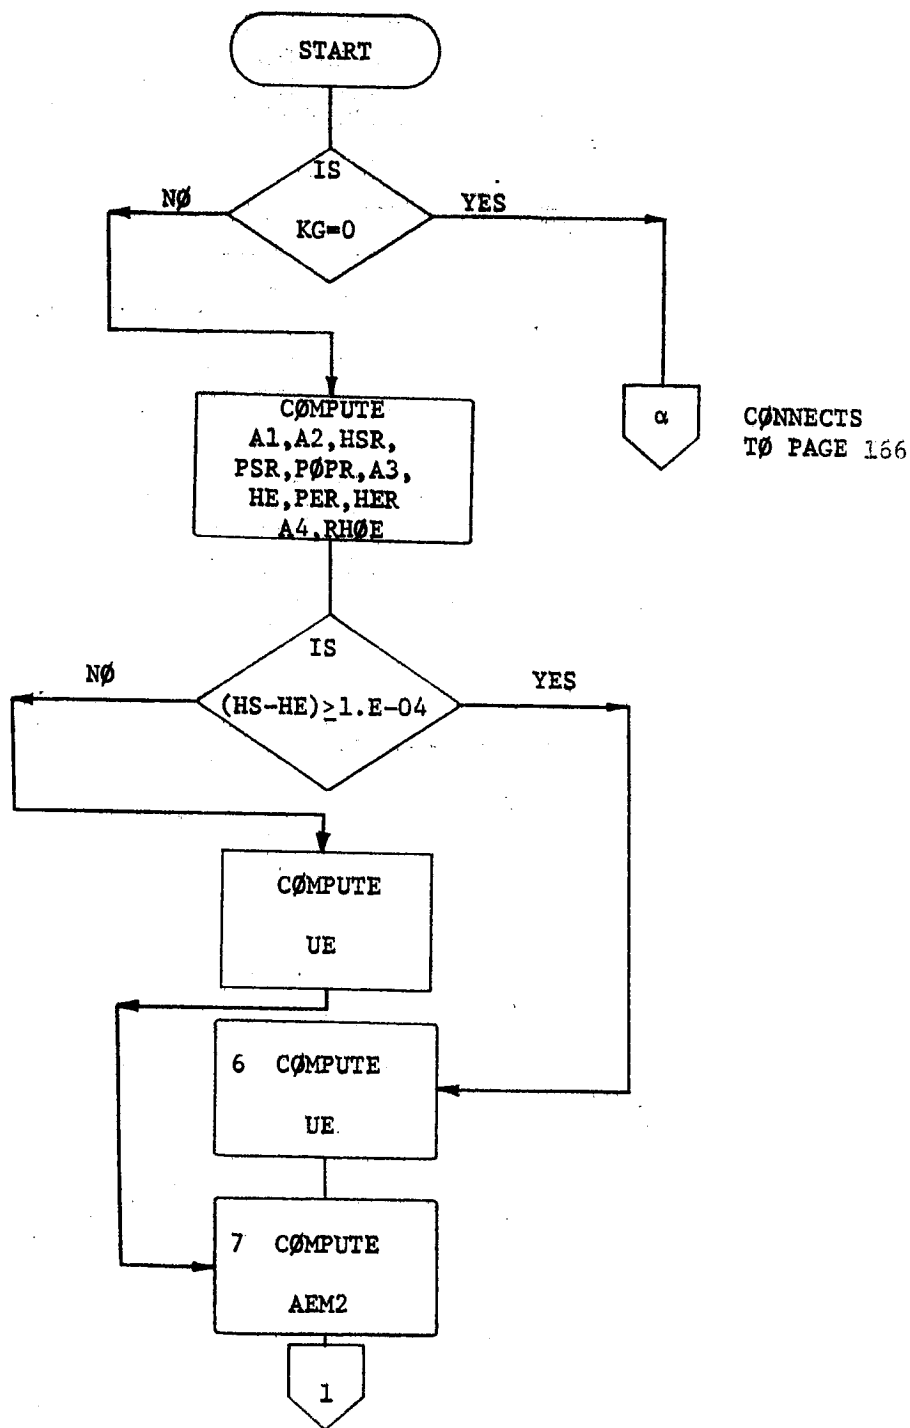 START
IS
KG=0
NØ
YES
CØMPUTE
A1,A2,HSR,
PSR,PØPR,A3,
HE,PER,HER
A4,RHØE
α
CØNNECTS
TØ PAGE 166
IS
(HS-HE)≥1.E-04
NØ
YES
CØMPUTE
UE
6 CØMPUTE
UE
7 CØMPUTE
AEM2
1